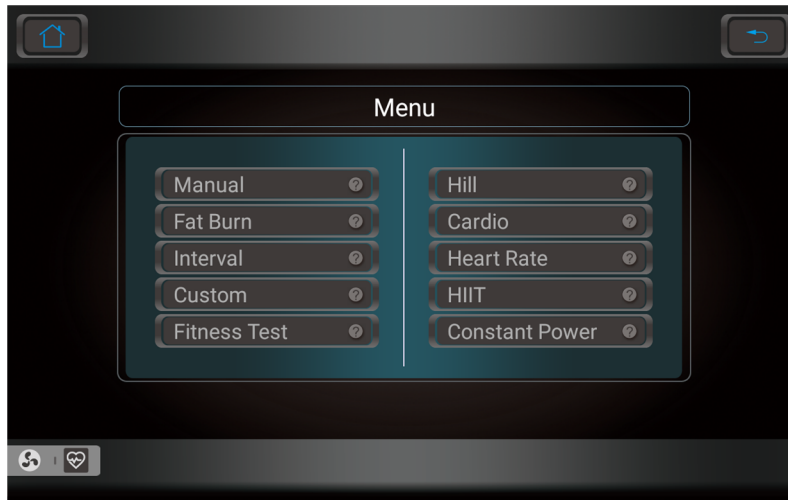 Menu
Manual
Fat Burn
Interval
Custom
Fitness Test
Hill
Cardio
Heart Rate
HIIT
Constant Power